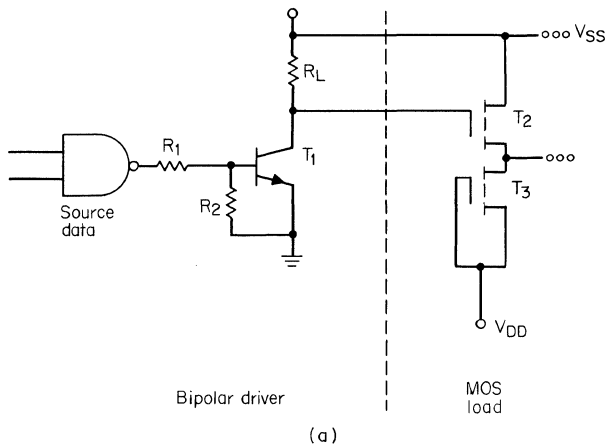 V_SS
R_L
T_2
R_1
T_1
R_2
T_3
Source
data
V_DD
Bipolar driver
MOS
load
(a)